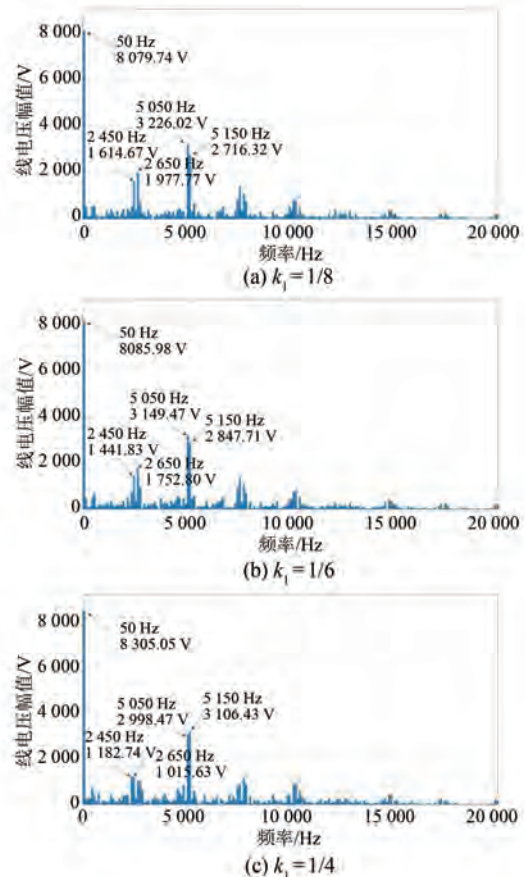 8 000
50 Hz
8 079.74 V
6 000
5 050 Hz
3 226.02 V
4 000
5 150 Hz
2 716.32 V
2 450 Hz
1 614.67 V
2 650 Hz
1 977.77 V
2 000
0
线电压幅值/V
0
5 000
10 000
15 000
20 000
频率/Hz
(a) k₁ = 1/8
8 000
50 Hz
8085.98 V
6 000
5 050 Hz
3 149.47 V
4 000
5 150 Hz
2 847.71 V
2 450 Hz
1 441.83 V
2 650 Hz
1 752.80 V
2 000
0
线电压幅值/V
0
5 000
10 000
15 000
20 000
频率/Hz
(b) k₁ = 1/6
8 000
50 Hz
8 305.05 V
6 000
5 050 Hz
2 998.47 V
4 000
5 150 Hz
3 106.43 V
2 450 Hz
1 182.74 V
2 650 Hz
1 015.63 V
2 000
0
线电压幅值/V
0
5 000
10 000
15 000
20 000
频率/Hz
(c) k₁ = 1/4